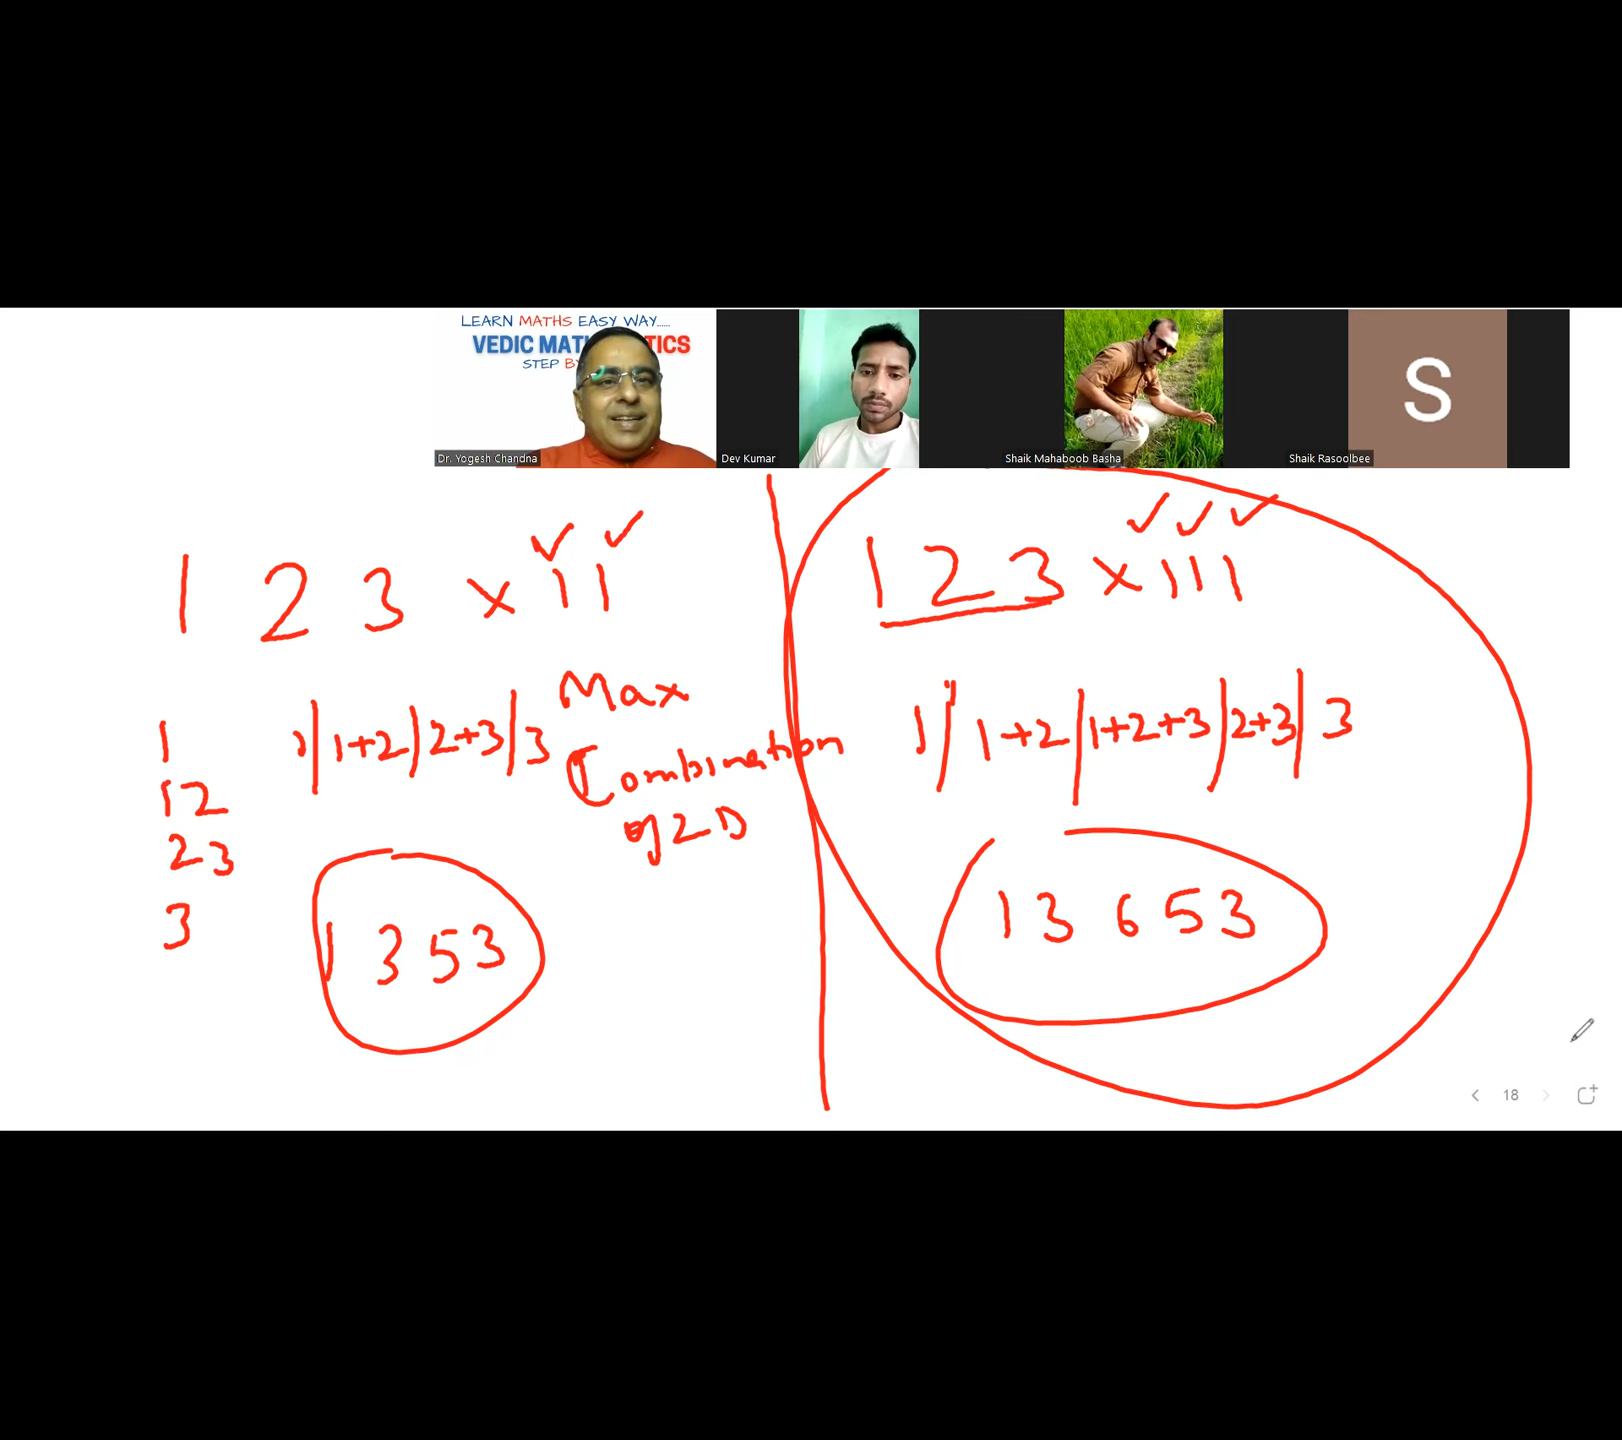 LEARN MATHS EASY WAY......
VEDIC MAT TICS
STEP B
Dr. Yogesh Chandna
Dev Kumar
Shaik Mahaboob Basha
S
Shaik Rasoolbee
1 2 3 x 11
1
12
23
3
1|1+2|2+3|3
Max
Combination
of 2 D
1353
123 x 111
1|1+2|1+2+3|2+3|3
13653
18